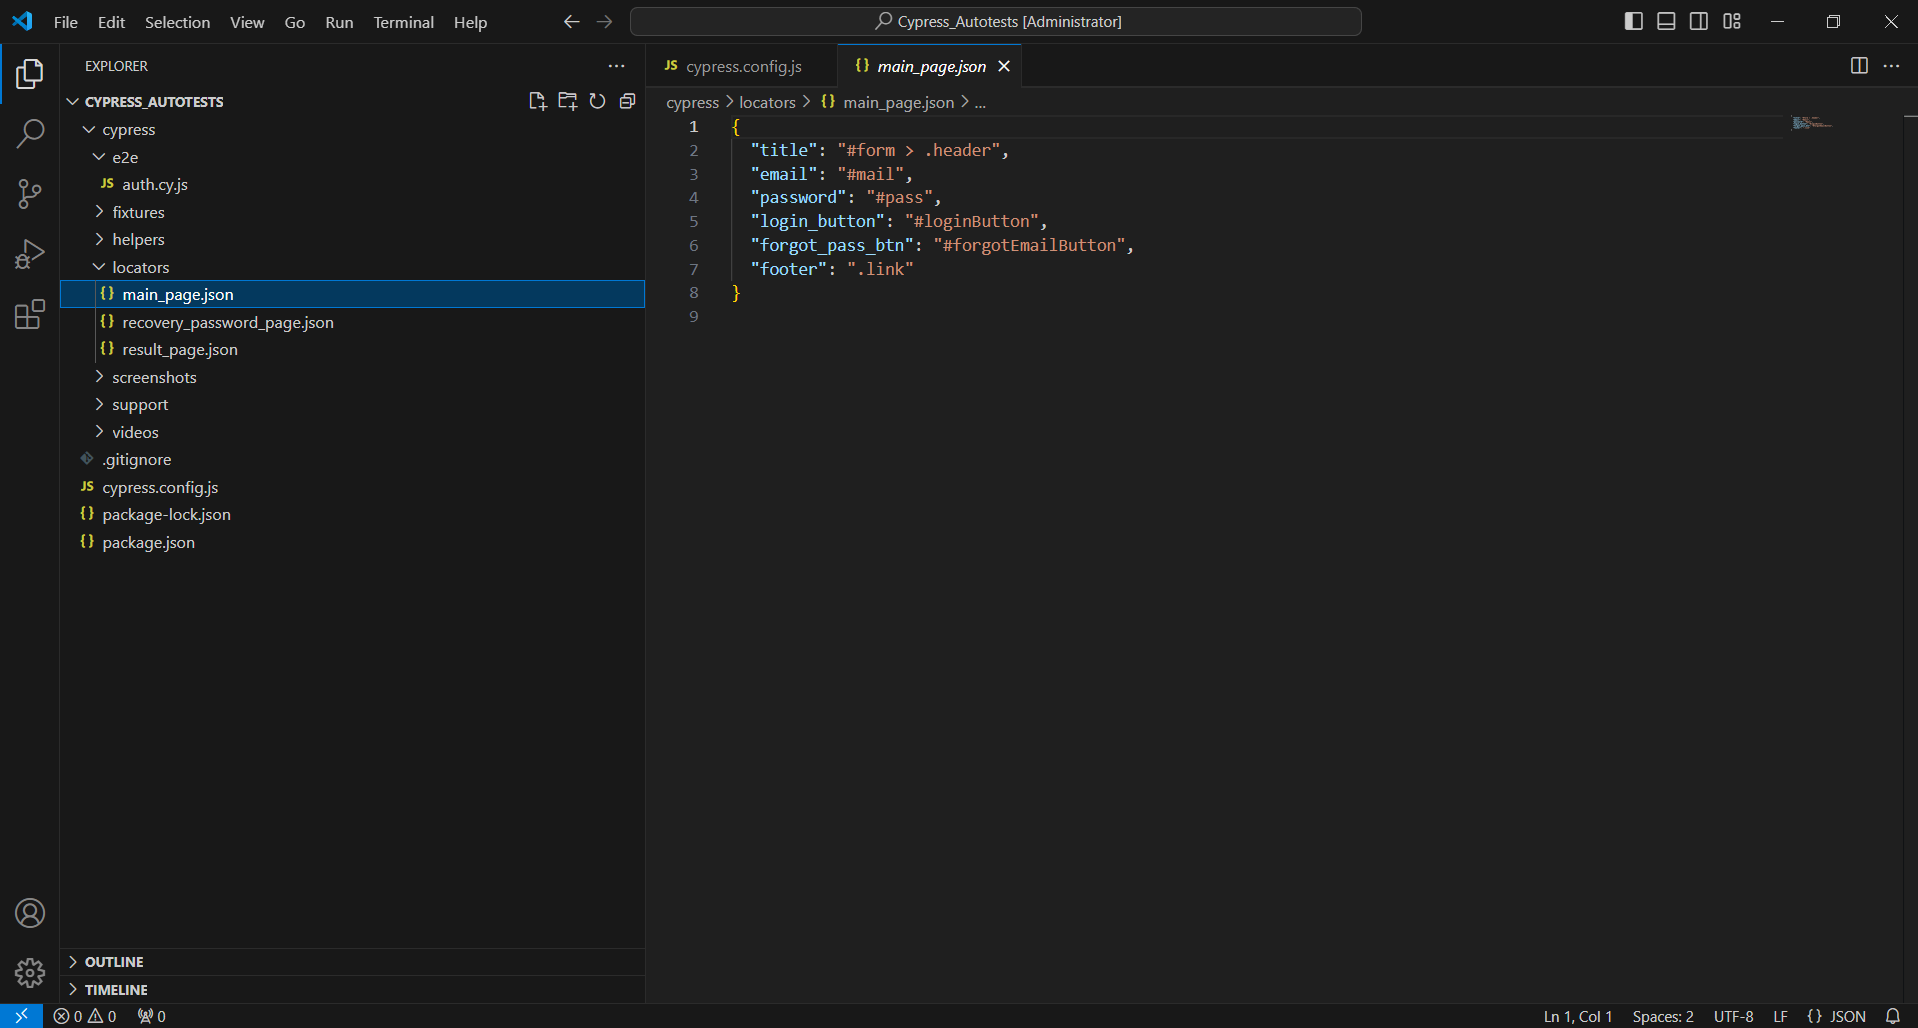 File Edit Selection View Go Run Terminal Help
Cypress_Autotests [Administrator]
EXPLORER
CYPRESS_AUTOTESTS
cypress
e2e
JS auth.cy.js
fixtures
helpers
locators
{} main_page.json
{} recovery_password_page.json
{} result_page.json
screenshots
support
videos
.gitignore
JS cypress.config.js
{} package-lock.json
{} package.json
OUTLINE
TIMELINE
JS cypress.config.js
{} main_page.json
cypress > locators > {} main_page.json > ...
1 {
2 "title": "#form > .header",
3 "email": "#mail",
4 "password": "#pass",
5 "login_button": "#loginButton",
6 "forgot_pass_btn": "#forgotEmailButton",
7 "footer": ".link"
8 }
9
0 0 0
Ln 1, Col 1 Spaces: 2 UTF-8 LF {} JSON